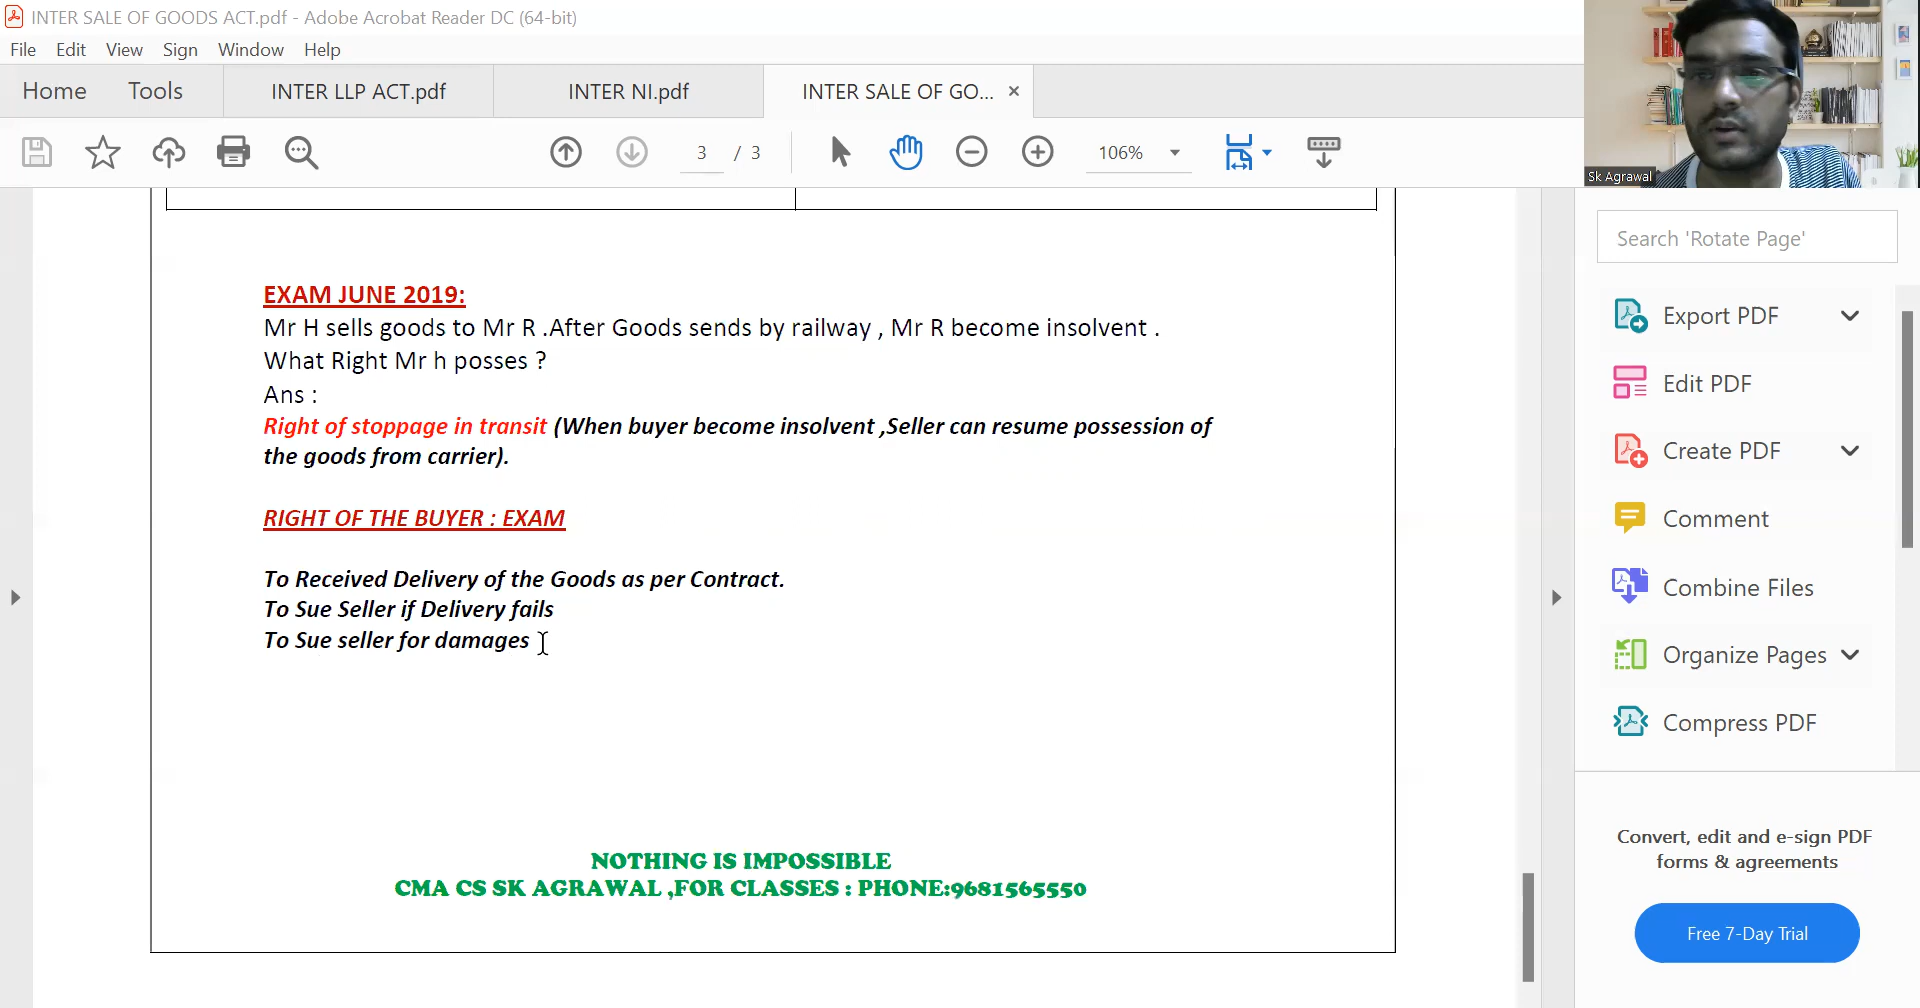 INTER SALE OF GOODS ACT.pdf - Adobe Acrobat Reader DC (64-bit)
File Edit View Sign Window Help
Home Tools INTER LLP ACT.pdf INTER NI.pdf INTER SALE OF GO... ×
3 / 3 106%
Sk Agrawal
Search 'Rotate Page'
EXAM JUNE 2019:
Mr H sells goods to Mr R .After Goods sends by railway , Mr R become insolvent .
What Right Mr h posses ?
Ans :
Right of stoppage in transit (When buyer become insolvent ,Seller can resume possession of
the goods from carrier).
RIGHT OF THE BUYER : EXAM
To Received Delivery of the Goods as per Contract.
To Sue Seller if Delivery fails
To Sue seller for damages
NOTHING IS IMPOSSIBLE
CMA CS SK AGRAWAL ,FOR CLASSES : PHONE:9681565550
Export PDF
Edit PDF
Create PDF
Comment
Combine Files
Organize Pages
Compress PDF
Convert, edit and e-sign PDF
forms & agreements
Free 7-Day Trial